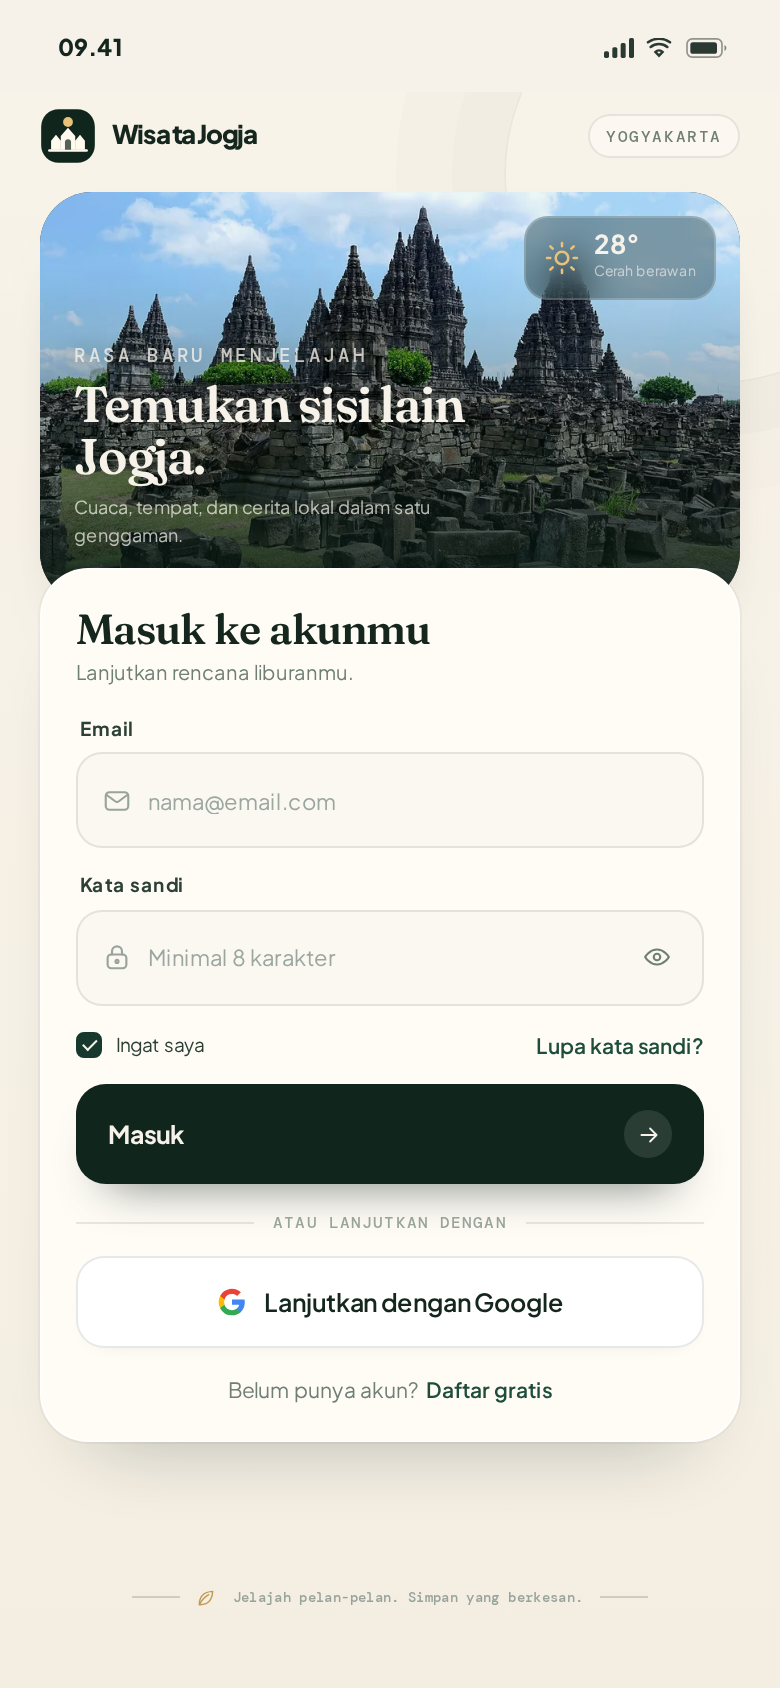 09.41
WisataJogja
YOGYAKARTA
28°
Cerah berawan
RASA BARU MENJELAJAH
Temukan sisi lain
Jogja.
Cuaca, tempat, dan cerita lokal dalam satu
genggaman.
Masuk ke akunmu
Lanjutkan rencana liburanmu.
Email
nama@email.com
Kata sandi
Minimal 8 karakter
Ingat saya
Lupa kata sandi?
Masuk
ATAU LANJUTKAN DENGAN
Lanjutkan dengan Google
Belum punya akun? Daftar gratis
Jelajah pelan-pelan. Simpan yang berkesan.